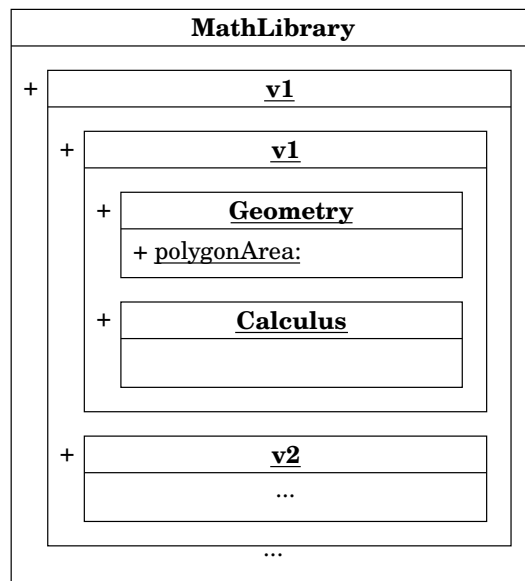 MathLibrary
+ v1
+ v1
+ Geometry
+ polygonArea:
+ Calculus
+ v2
...
...